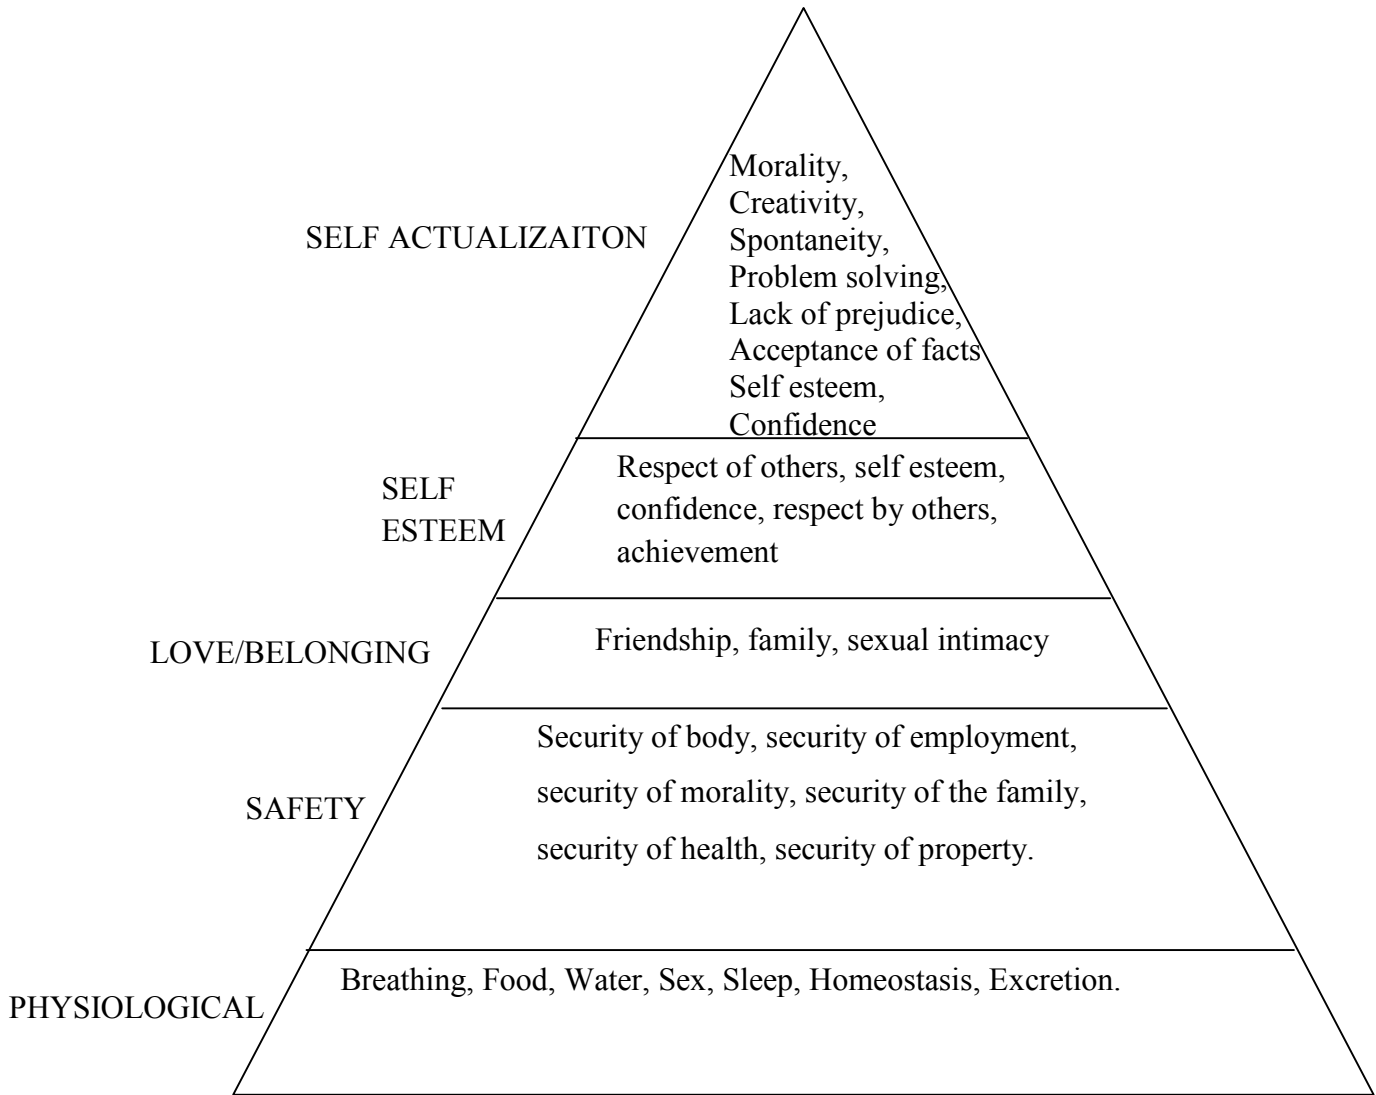 Morality,
Creativity,
SELF ACTUALIZAITON
Spontaneity,
Problem solving,
Lack of prejudice,
Acceptance of facts
Self esteem,
Confidence
SELF
ESTEEM
Respect of others, self esteem,
confidence, respect by others,
achievement
LOVE/BELONGING
Friendship, family, sexual intimacy
SAFETY
Security of body, security of employment,
security of morality, security of the family,
security of health, security of property.
PHYSIOLOGICAL
Breathing, Food, Water, Sex, Sleep, Homeostasis, Excretion.